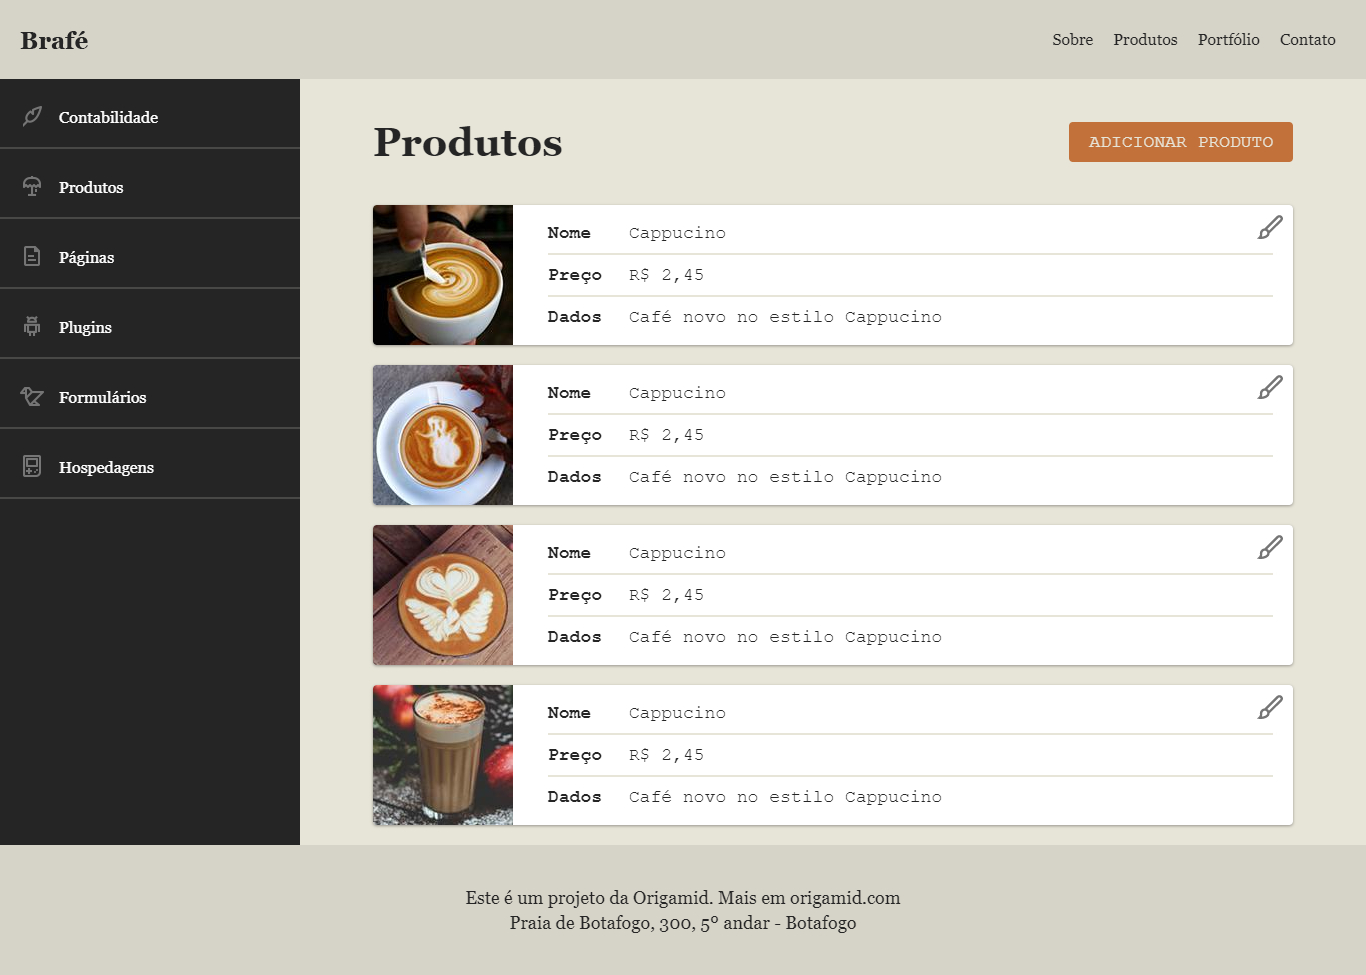 Brafé
Sobre Produtos Portfólio Contato
Contabilidade
Produtos
Páginas
Plugins
Formulários
Hospedagens
Produtos
ADICIONAR PRODUTO
Nome Cappucino
Preço R$ 2,45
Dados Café novo no estilo Cappucino
Nome Cappucino
Preço R$ 2,45
Dados Café novo no estilo Cappucino
Nome Cappucino
Preço R$ 2,45
Dados Café novo no estilo Cappucino
Nome Cappucino
Preço R$ 2,45
Dados Café novo no estilo Cappucino
Este é um projeto da Origamid. Mais em origamid.com
Praia de Botafogo, 300, 5º andar - Botafogo